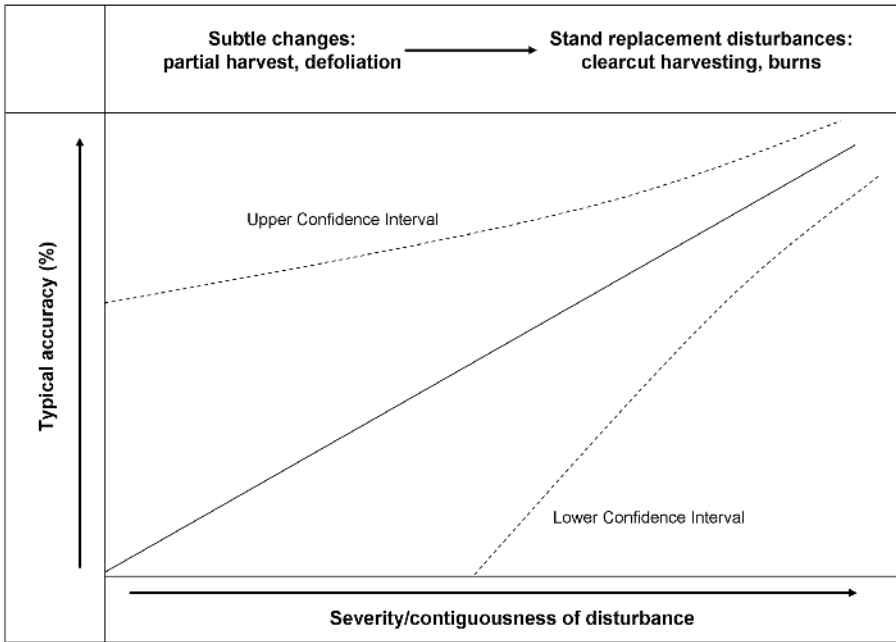 Subtle changes:
partial harvest, defoliation
Stand replacement disturbances:
clearcut harvesting, burns
Typical accuracy (%)
Upper Confidence Interval
Lower Confidence Interval
Severity/contiguousness of disturbance